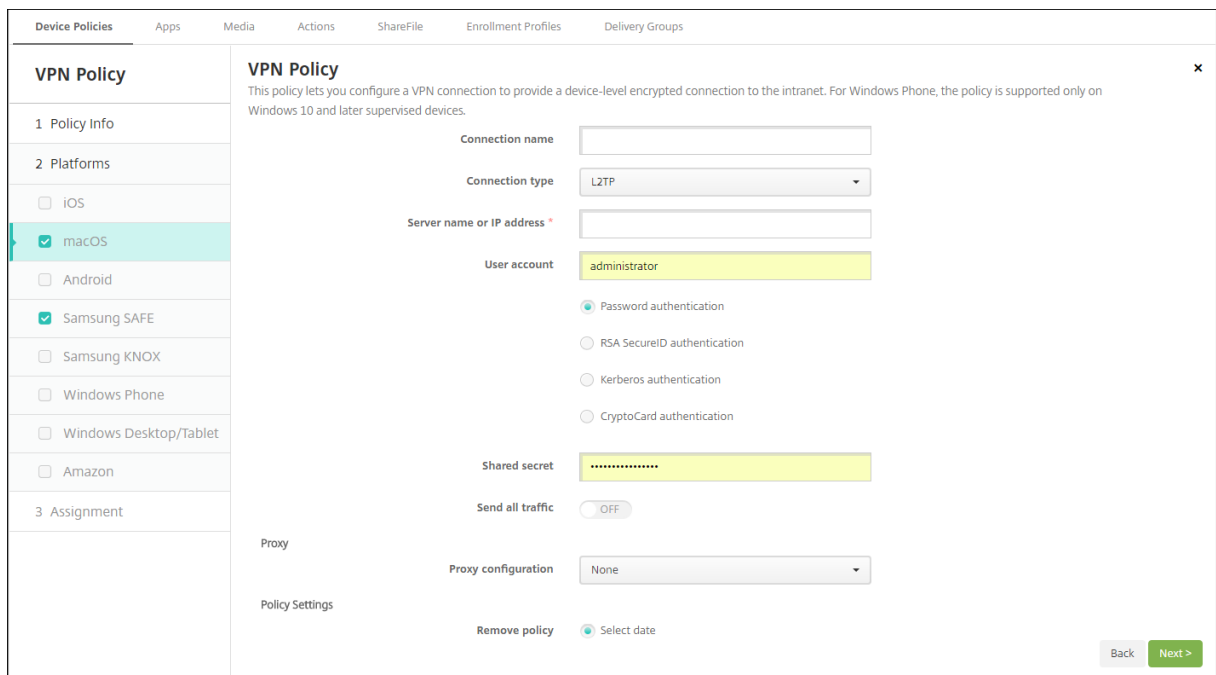 Device Policies Apps Media Actions ShareFile Enrollment Profiles Delivery Groups
VPN Policy
1 Policy Info
2 Platforms
iOS
macOS
Android
Samsung SAFE
Samsung KNOX
Windows Phone
Windows Desktop/Tablet
Amazon
3 Assignment
VPN Policy
×
This policy lets you configure a VPN connection to provide a device-level encrypted connection to the intranet. For Windows Phone, the policy is supported only on
Windows 10 and later supervised devices.
Connection name
Connection type L2TP
Server name or IP address *
User account administrator
Password authentication
RSA SecureID authentication
Kerberos authentication
CryptoCard authentication
Shared secret ••••••••••••••••
Send all traffic OFF
Proxy
Proxy configuration None
Policy Settings
Remove policy Select date
Back Next >